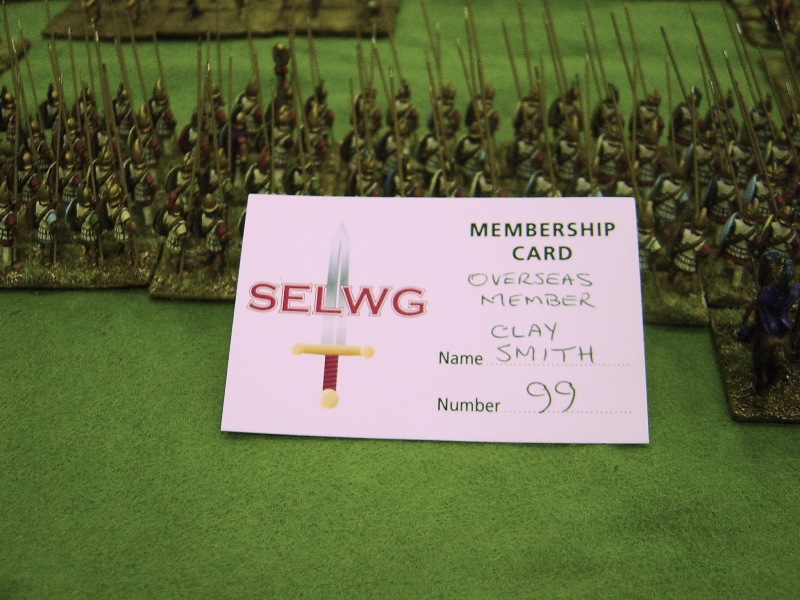 SELWG
MEMBERSHIP
CARD
OVERSEAS
MEMBER
CLAY
Name SMITH
Number 99